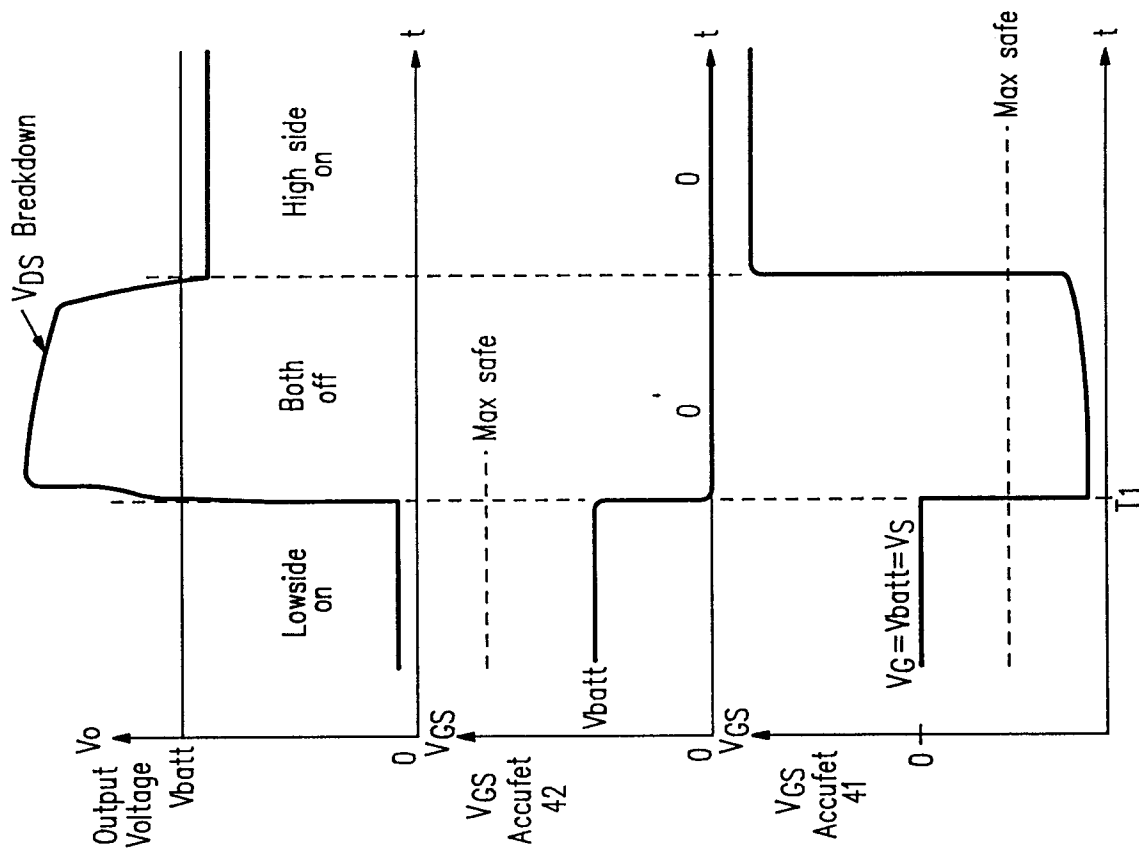 Output
Voltage
Vo
Vbatt
0
VDS Breakdown
Lowside
on
Both
off
High side
on
t
VGS
VGS
Accufet
42
Vbatt
0
Max safe
0
0
t
VGS
VGS
Accufet
41
0
VG=Vbatt=VS
Max safe
T1
t